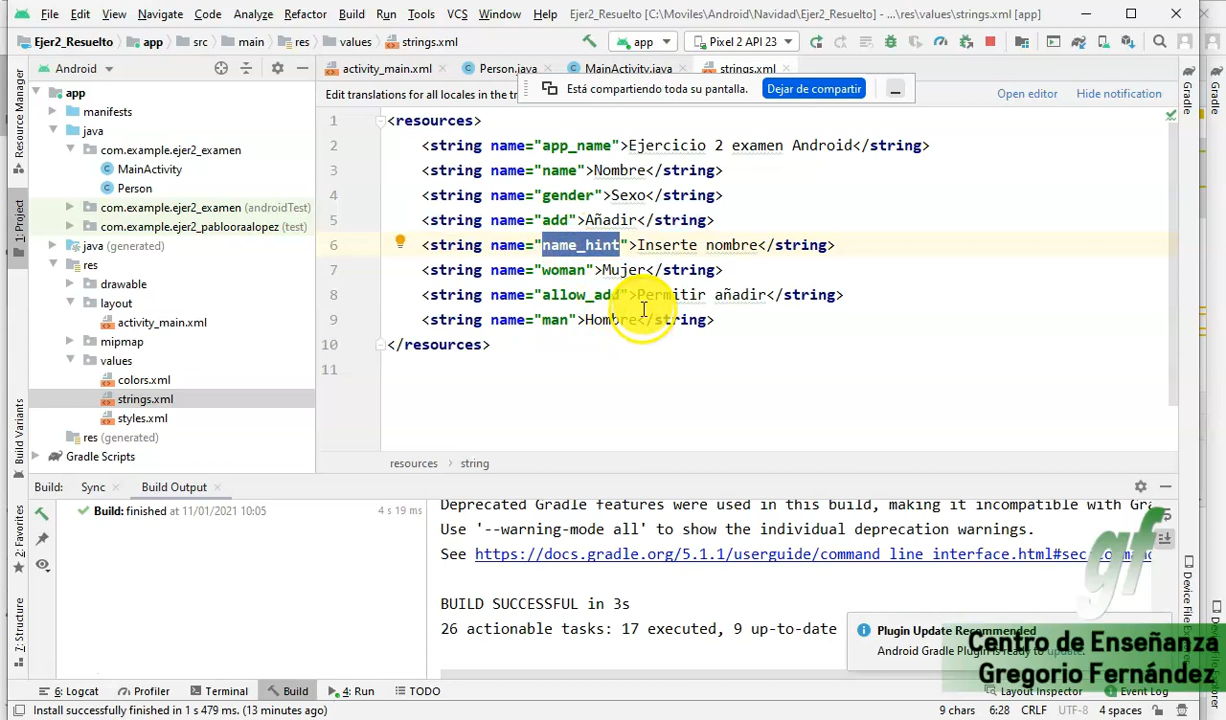 File Edit View Navigate Code Analyze Refactor Build Run Tools VCS Window Help Ejer2_Resuelto [C:\Moviles\Android\Navidad\Ejer2_Resuelto] - ...\res\values\strings.xml [app]
Ejer2_Resuelto app src main res values strings.xml app Pixel 2 API 23
Android
activity_main.xml Person.java MainActivity.java strings.xml
Está compartiendo toda su pantalla. Dejar de compartir
Edit translations for all locales in the tr Open editor Hide notification
Resource Manager
1: Project
Build Variants
2: Favorites
7: Structure
app
manifests
java
com.example.ejer2_examen
MainActivity
Person
com.example.ejer2_examen (androidTest)
com.example.ejer2_pablooraalopez (test)
java (generated)
res
drawable
layout
activity_main.xml
mipmap
values
colors.xml
strings.xml
styles.xml
res (generated)
Gradle Scripts
1 <resources>
2 <string name="app_name">Ejercicio 2 examen Android</string>
3 <string name="name">Nombre</string>
4 <string name="gender">Sexo</string>
5 <string name="add">Añadir</string>
6 <string name="name_hint">Inserte nombre</string>
7 <string name="woman">Mujer</string>
8 <string name="allow_add">Permitir añadir</string>
9 <string name="man">Hombre</string>
10 </resources>
11
resources string
Gradle
Gradle
Build: Sync Build Output
Build: finished at 11/01/2021 10:05 4 s 19 ms
Deprecated Gradle features were used in this build, making it incompatible with Gr
Use '--warning-mode all' to show the individual deprecation warnings.
See https://docs.gradle.org/5.1.1/userguide/command_line_interface.html#sec:comman
BUILD SUCCESSFUL in 3s
26 actionable tasks: 17 executed, 9 up-to-date
Plugin Update Recommended
Android Gradle Plugin is ready to update.
gf
Centro de Enseñanza
Gregorio Fernández
Device File Explorer
6: Logcat Profiler Terminal Build 4: Run TODO Layout Inspector Event Log
Install successfully finished in 1 s 479 ms. (13 minutes ago) 9 chars 6:28 CRLF UTF-8 4 spaces